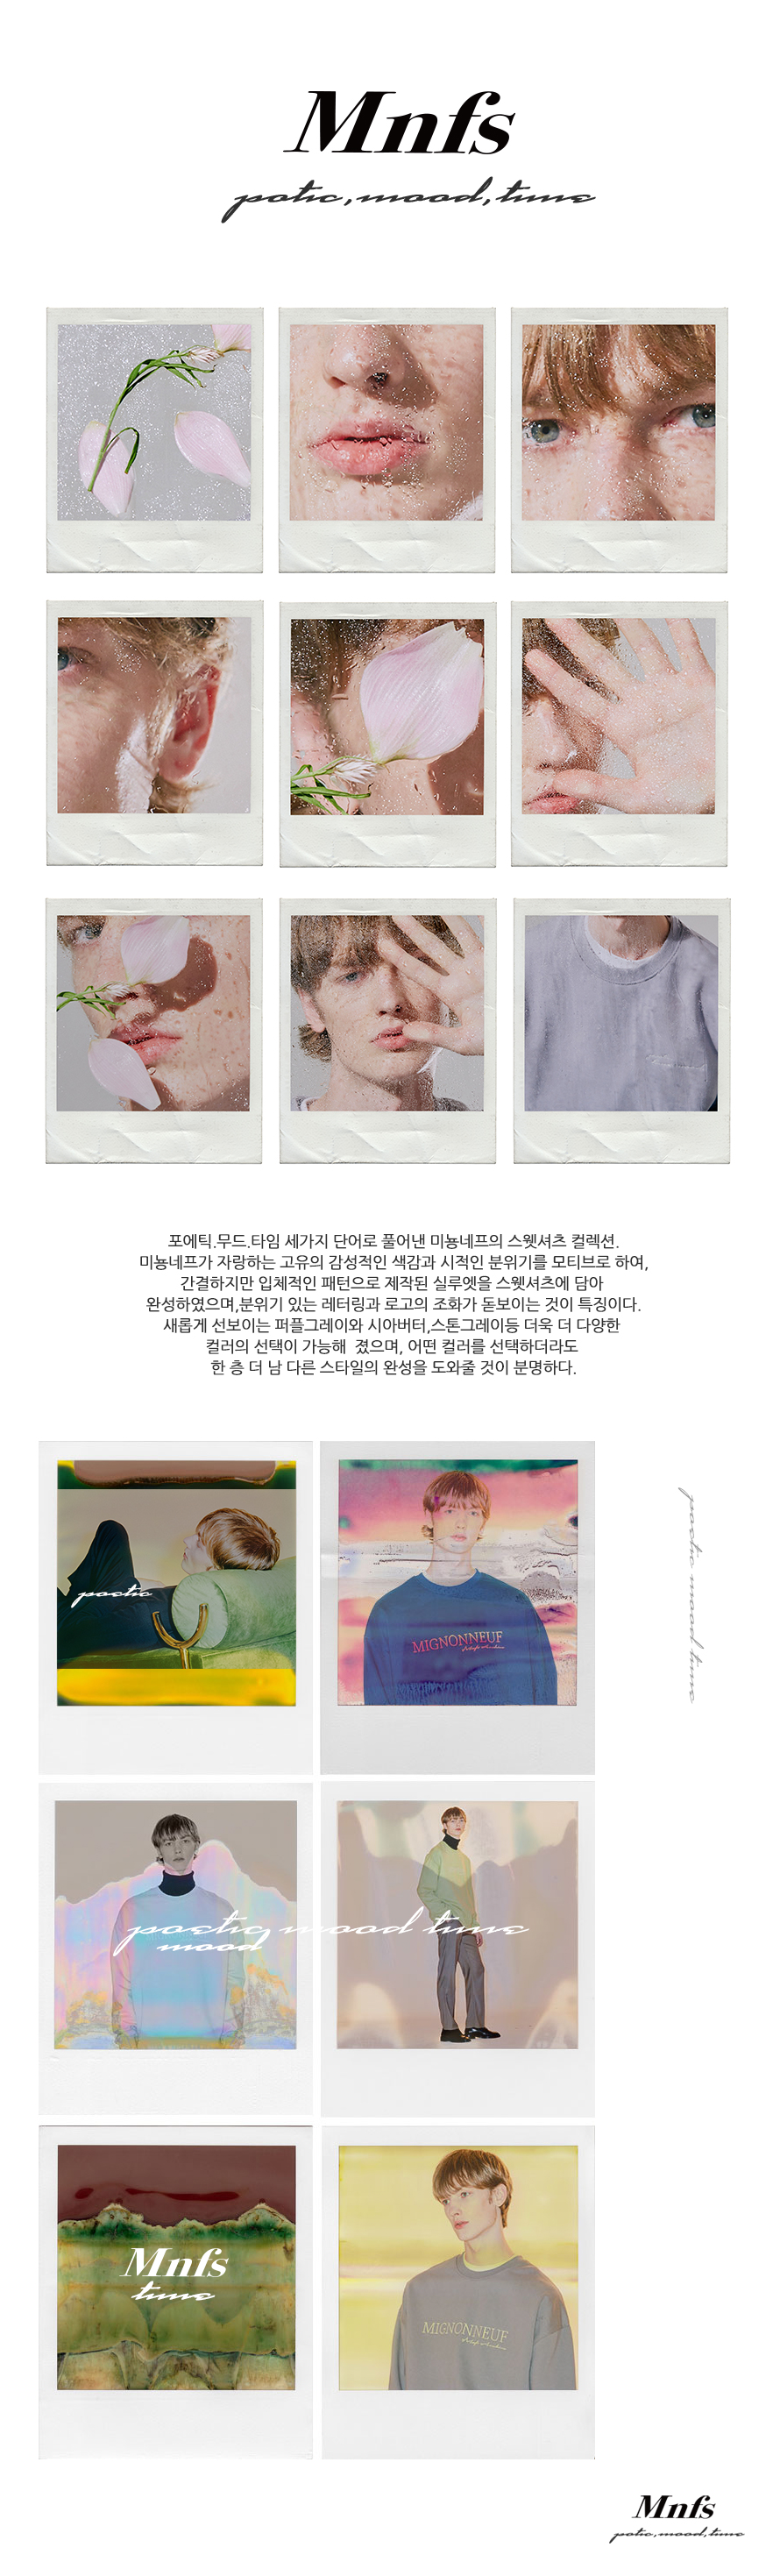 Mnfs
potic,mood,time
포에틱.무드.타임 세가지 단어로 풀어낸 미뇽네프의 스웻셔츠 컬렉션.
미뇽네프가 자랑하는 고유의 감성적인 색감과 시적인 분위기를 모티브로 하여,
간결하지만 입체적인 패턴으로 제작된 실루엣을 스웻셔츠에 담아
완성하였으며,분위기 있는 레터링과 로고의 조화가 돋보이는 것이 특징이다.
새롭게 선보이는 퍼플그레이와 시아버터,스톤그레이등 더욱 더 다양한
컬러의 선택이 가능해 졌으며, 어떤 컬러를 선택하더라도
한 층 더 남 다른 스타일의 완성을 도와줄 것이 분명하다.
poetic
MIGNONNEUF
poetic mood time
poetic mood time
mood
Mnfs
time
MIGNONNEUF
Mnfs
potic,mood,time